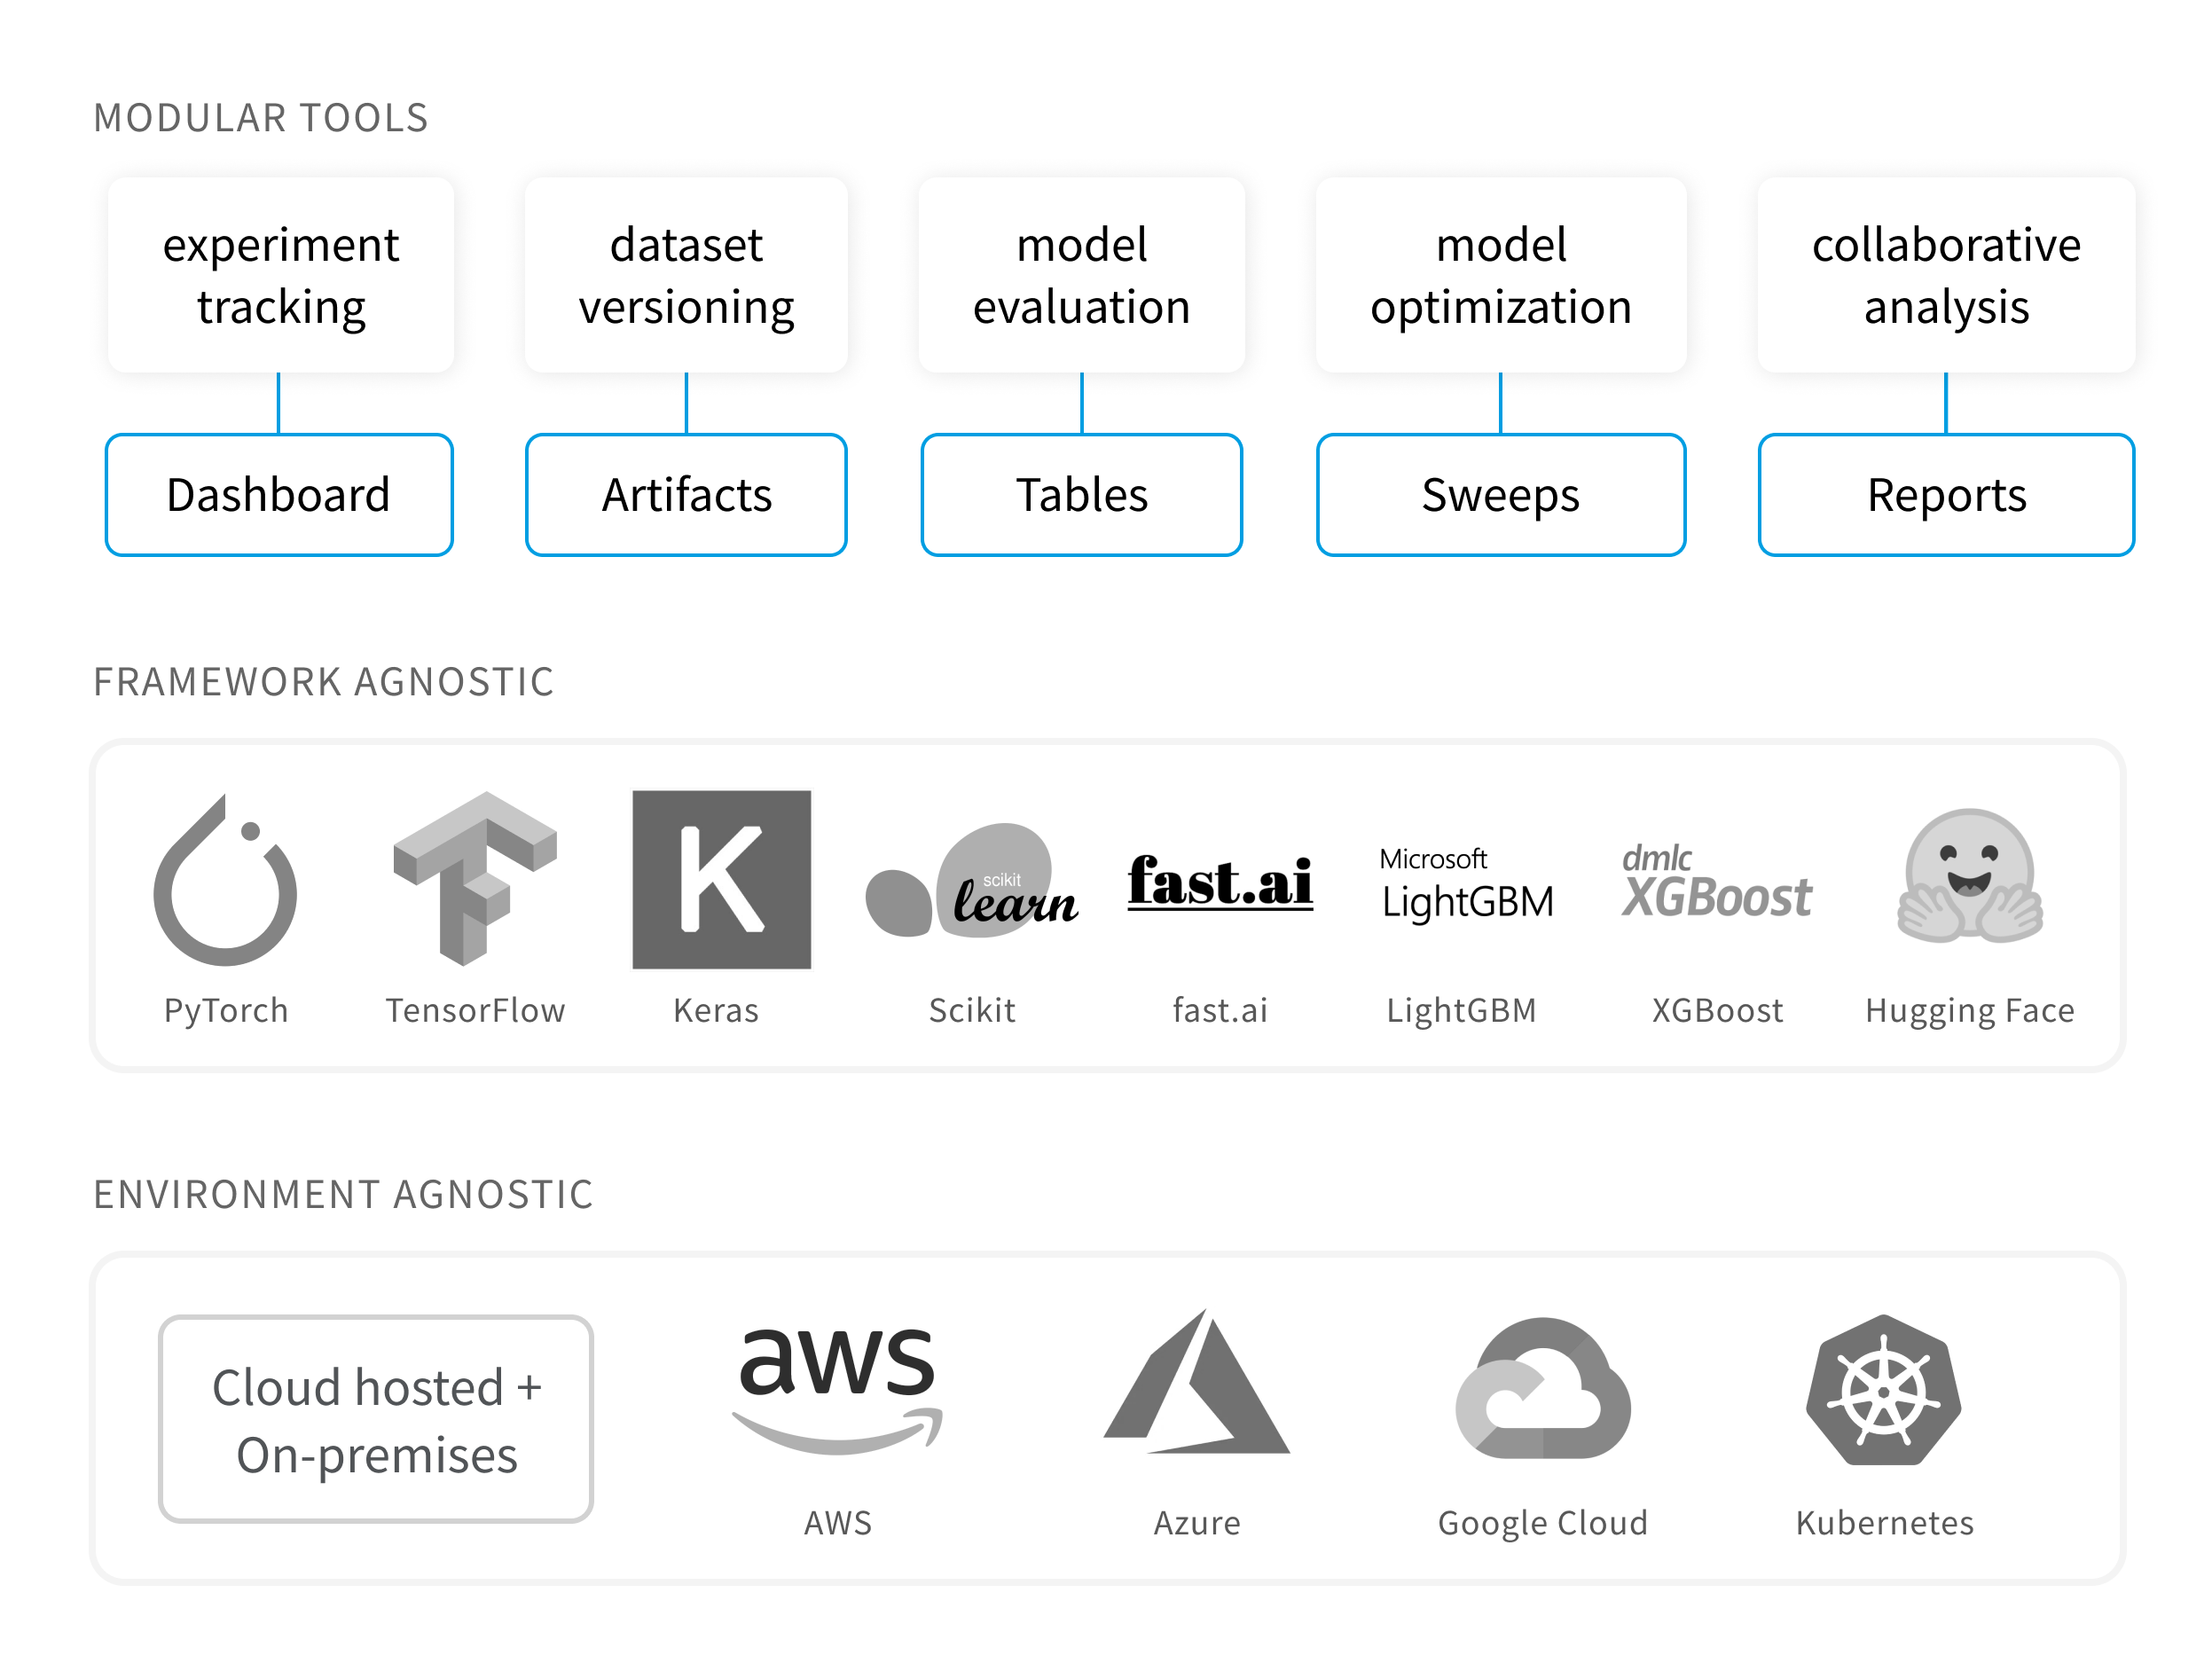 MODULAR TOOLS
experiment
tracking
dataset
versioning
model
evaluation
model
optimization
collaborative
analysis
Dashboard
Artifacts
Tables
Sweeps
Reports
FRAMEWORK AGNOSTIC
K
scikit
learn
fast.ai
Microsoft
LightGBM
dmlc
XGBoost
PyTorch
TensorFlow
Keras
Scikit
fast.ai
LightGBM
XGBoost
Hugging Face
ENVIRONMENT AGNOSTIC
Cloud hosted +
On-premises
aws
AWS
Azure
Google Cloud
Kubernetes